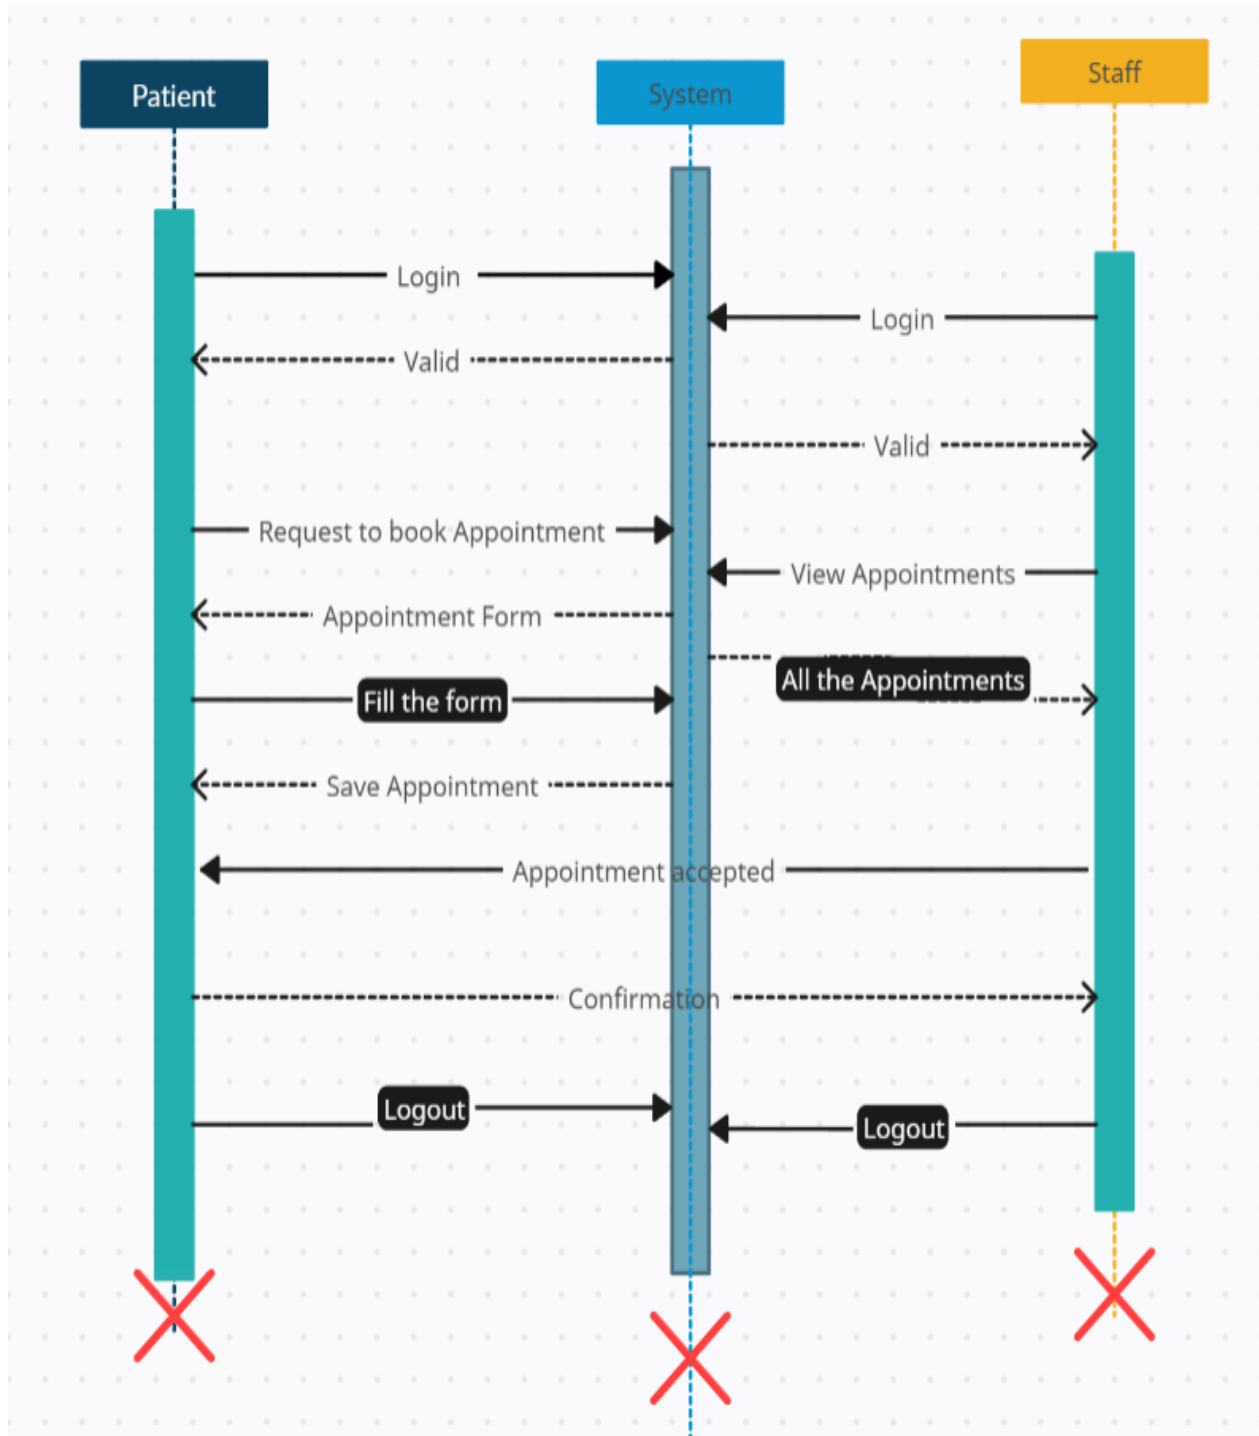 Patient
System
Staff
Login
Login
Valid
Valid
Request to book Appointment
View Appointments
Appointment Form
All the Appointments
Fill the form
Save Appointment
Appointment accepted
Confirmation
Logout
Logout